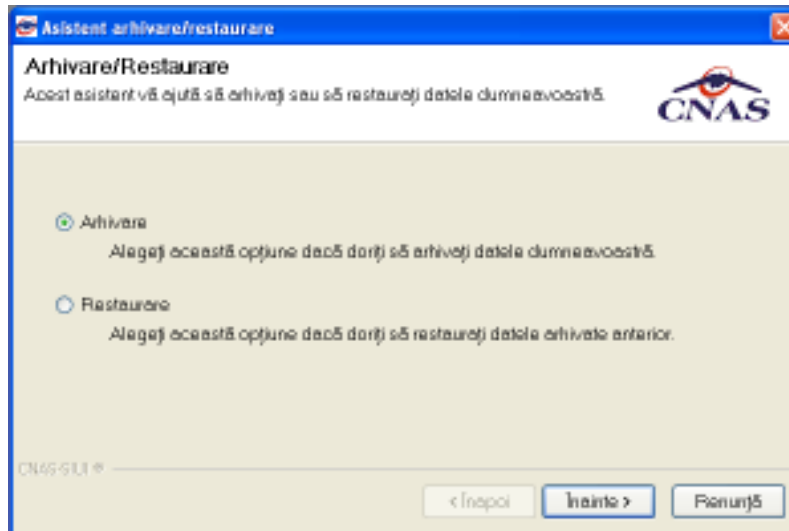 Asistent arhivare/restaurare
Arhivare/Restaurare
Acest asistent vă ajută să arhivați sau să restaurați datele dumneavoastră.
CNAS
Arhivare
Alegeți această opțiune dacă doriți să arhivați datele dumneavoastră.
Restaurare
Alegeți această opțiune dacă doriți să restaurați datele arhivate anterior.
CNAS-SIUI ®
< Înapoi
Înainte >
Renunță